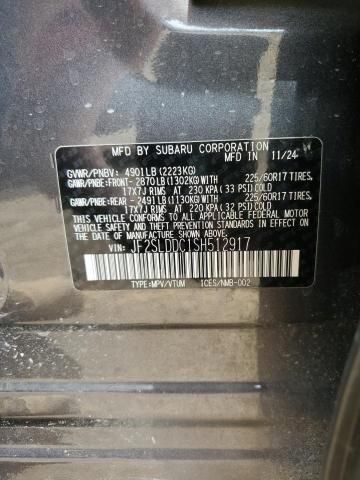 MFD BY SUBARU CORPORATION
MFD IN 11/24
GVWR/PNBV: 4901LB(2223KG)
GAWR/PNBE:FRONT- 2870LB(1302KG)WITH 225/60R17 TIRES,
17X7J RIMS AT 230 KPA(33 PSI)COLD
GAWR/PNBE:REAR- 2491LB(1130KG)WITH 225/60R17 TIRES,
17X7J RIMS AT 220 KPA(32 PSI)COLD
THIS VEHICLE CONFORMS TO ALL APPLICABLE FEDERAL MOTOR
VEHICLE SAFETY AND THEFT PREVENTION STANDARDS IN
EFFECT ON THE DATE OF MANUFACTURE SHOWN ABOVE.
VIN: JF2SLDDC1SH512917
TYPE:MPV/VTUM ICES/NMB-002